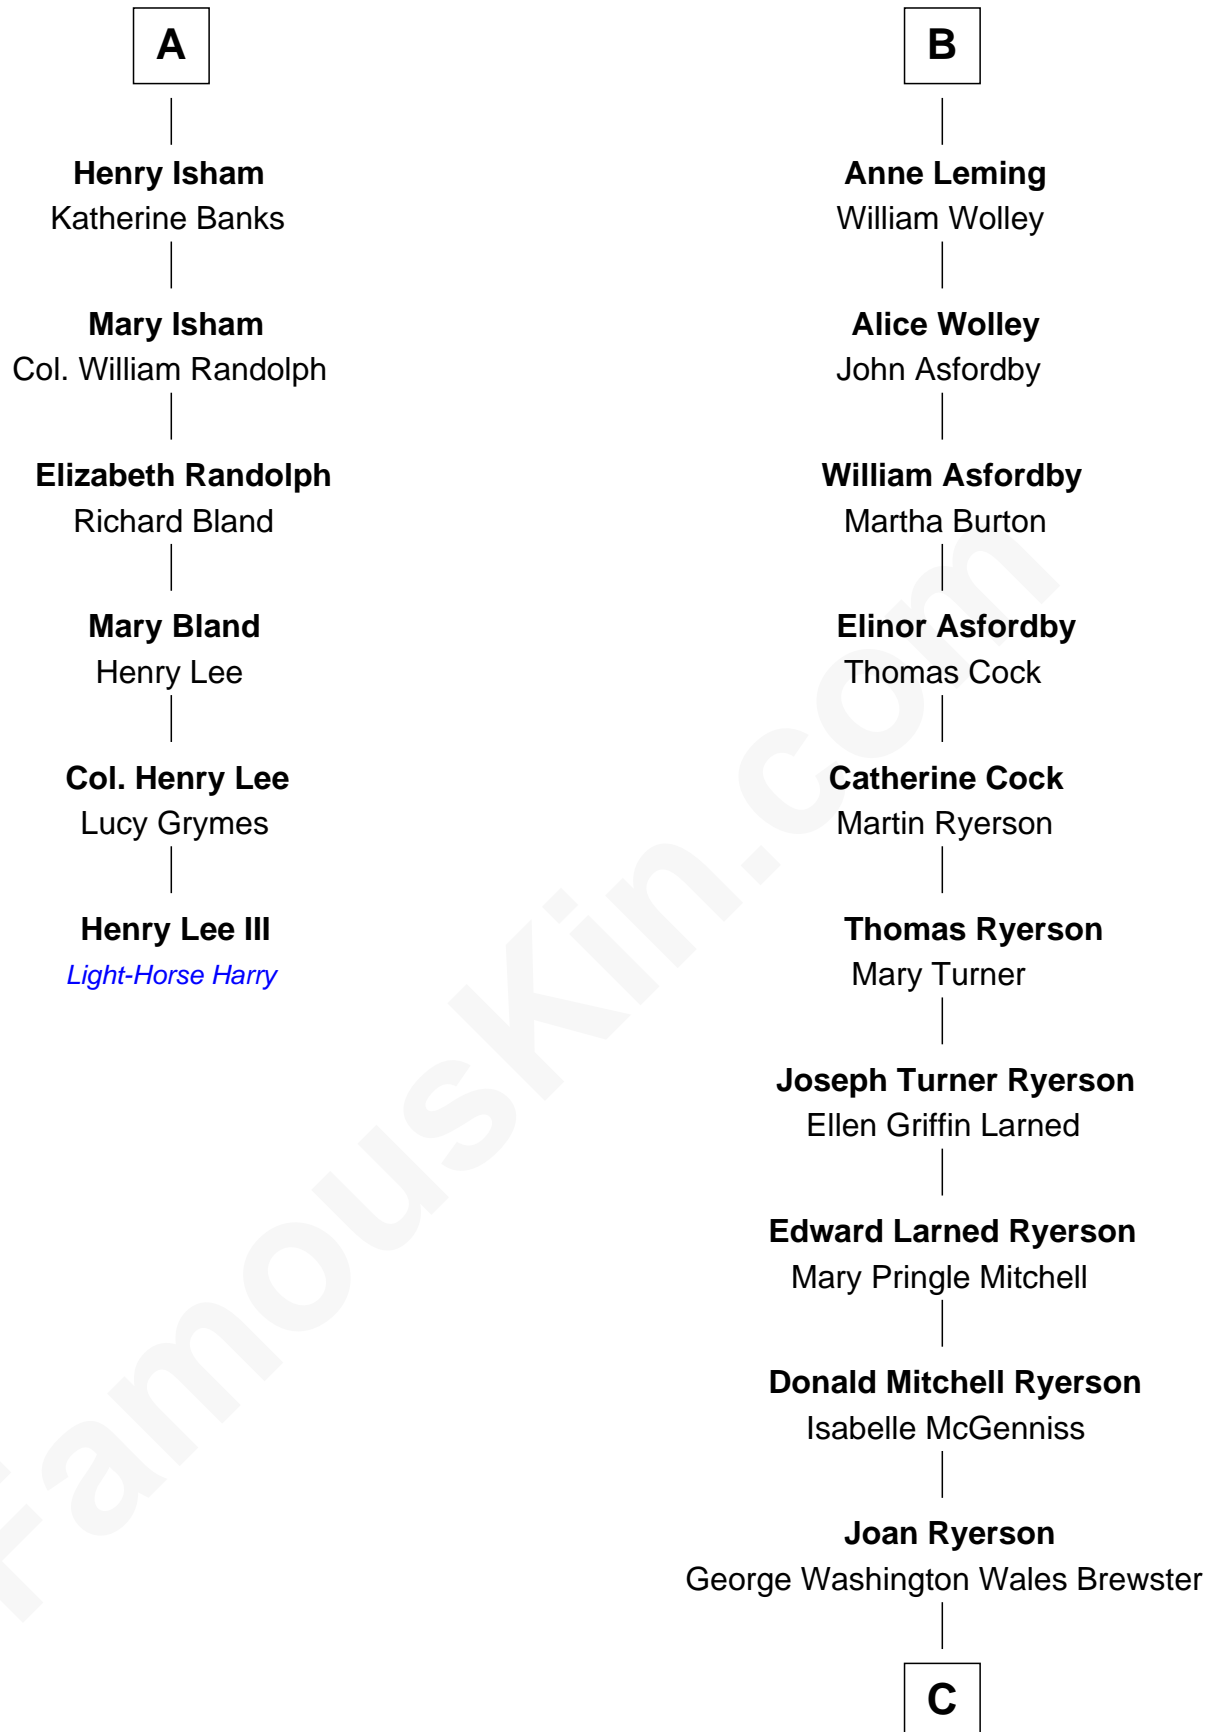 A
Henry Isham
Katherine Banks
Mary Isham
Col. William Randolph
Elizabeth Randolph
Richard Bland
Mary Bland
Henry Lee
Col. Henry Lee
Lucy Grymes
Henry Lee III
Light-Horse Harry
B
Anne Leming
William Wolley
Alice Wolley
John Asfordby
William Asfordby
Martha Burton
Elinor Asfordby
Thomas Cock
Catherine Cock
Martin Ryerson
Thomas Ryerson
Mary Turner
Joseph Turner Ryerson
Ellen Griffin Larned
Edward Larned Ryerson
Mary Pringle Mitchell
Donald Mitchell Ryerson
Isabelle McGenniss
Joan Ryerson
George Washington Wales Brewster
C
FamousKin.com